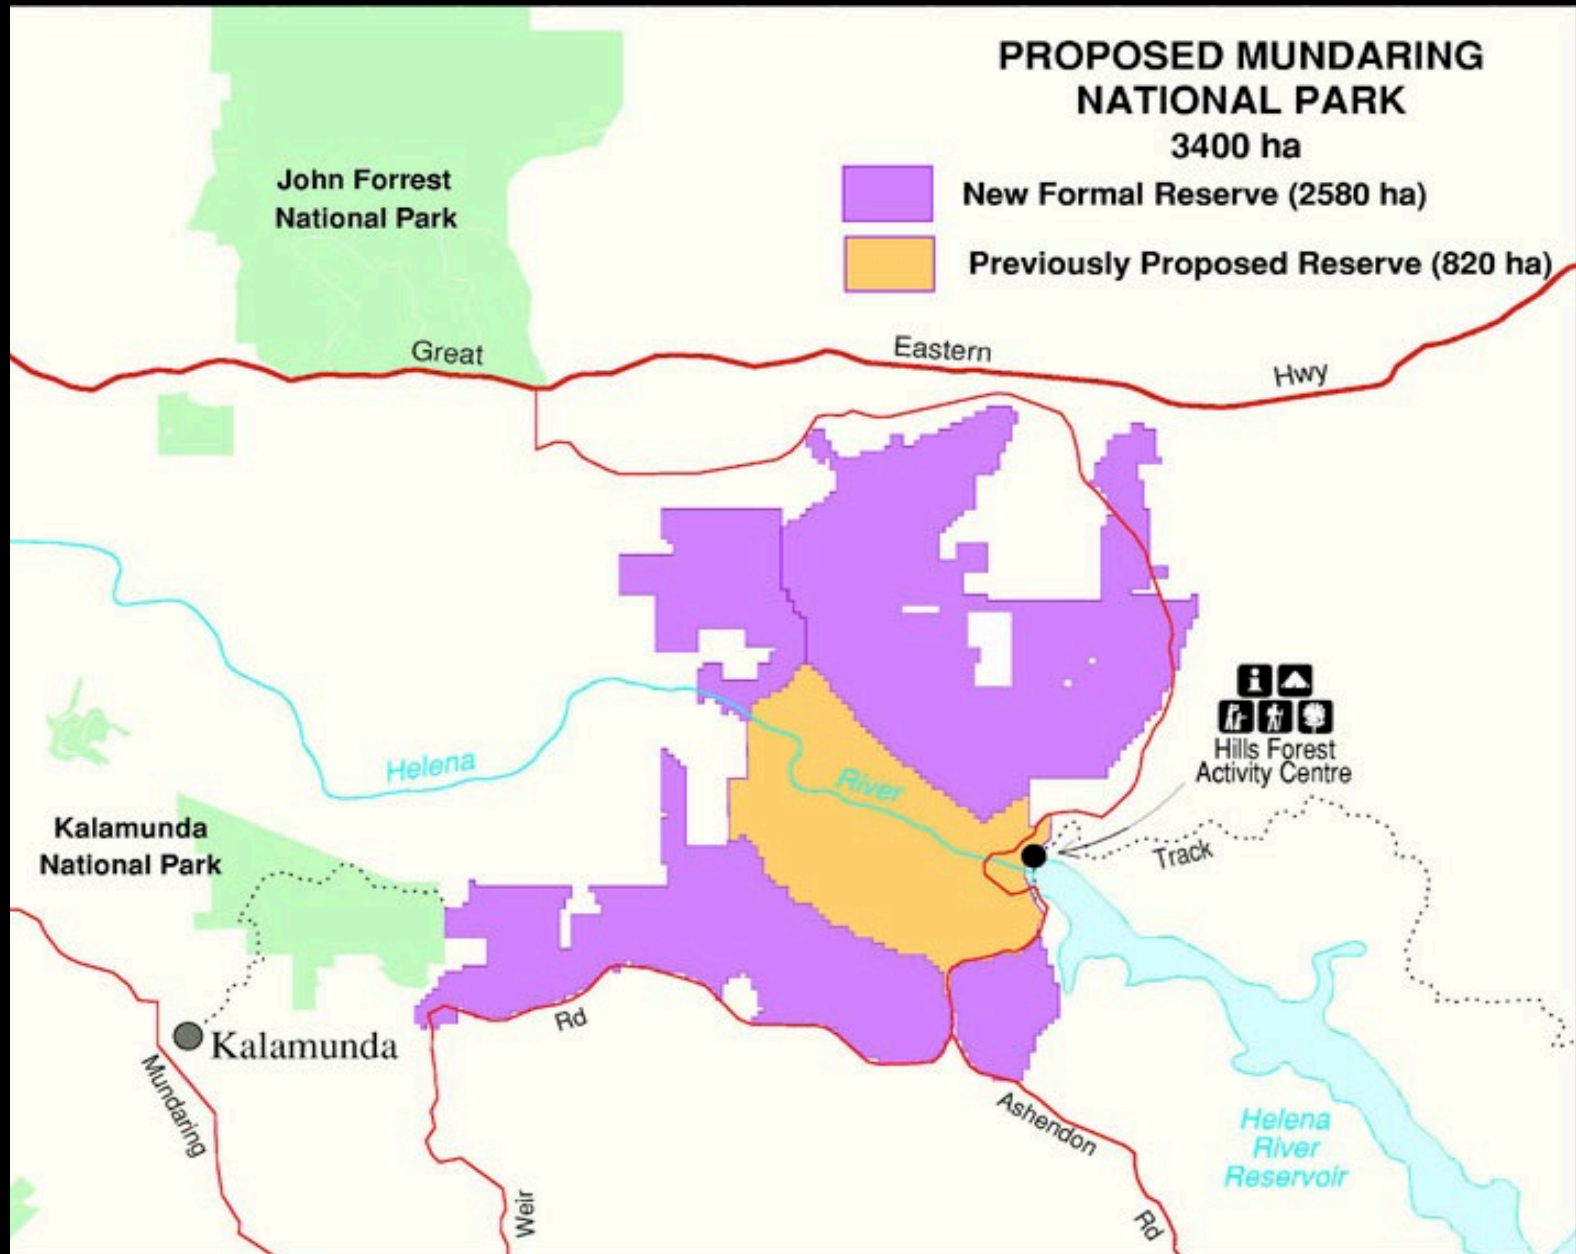 PROPOSED MUNDARING
NATIONAL PARK
3400 ha
New Formal Reserve (2580 ha)
Previously Proposed Reserve (820 ha)
John Forrest
National Park
Great
Eastern
Hwy
Hills Forest
Activity Centre
Helena
River
Track
Kalamunda
National Park
Kalamunda
Rd
Mundaring
Weir
Ashendon
Rd
Helena
River
Reservoir